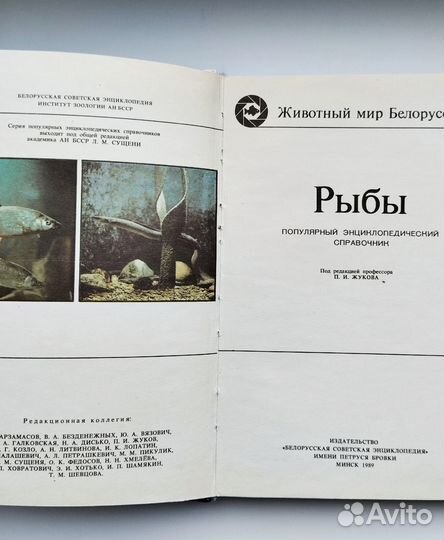 БЕЛОРУССКАЯ СОВЕТСКАЯ ЭНЦИКЛОПЕДИЯ
ИНСТИТУТ ЗООЛОГИИ АН БССР
Серия популярных энциклопедических справочников
выходит под общей редакцией
академика АН БССР Л. М. СУЩЕНИ
Редакционная коллегия:
АРЗАМАСОВ, В. А. БЕЗДЕНЕЖНЫХ, Ю. А. ВЯЗОВИЧ,
А. ГАЛКОВСКАЯ, Н. А. ДИСЬКО, П. И. ЖУКОВ,
Г. КОЗЛО, А. Н. ЛИТВИНОВА, И. К. ЛОПАТИН,
А. Л. ПЕТРАШКЕВИЧ, М. М. ПИКУЛИК,
М. СУЩЕНЯ, О. К. ФЕДОСОВ, Н. Н. ХМЕЛЁВА,
П. ХОВРАТОВИЧ, Э. И. ХОТЬКО, И. П. ШАМЯКИН,
Т. М. ШЕВЦОВА.
Животный мир Белорусс
Рыбы
ПОПУЛЯРНЫЙ ЭНЦИКЛОПЕДИЧЕСКИЙ
СПРАВОЧНИК
Под редакцией профессора
П. И. ЖУКОВА
ИЗДАТЕЛЬСТВО
«БЕЛОРУССКАЯ СОВЕТСКАЯ ЭНЦИКЛОПЕДИЯ»
ИМЕНИ ПЕТРУСЯ БРОВКИ
МИНСК 1989
Avito